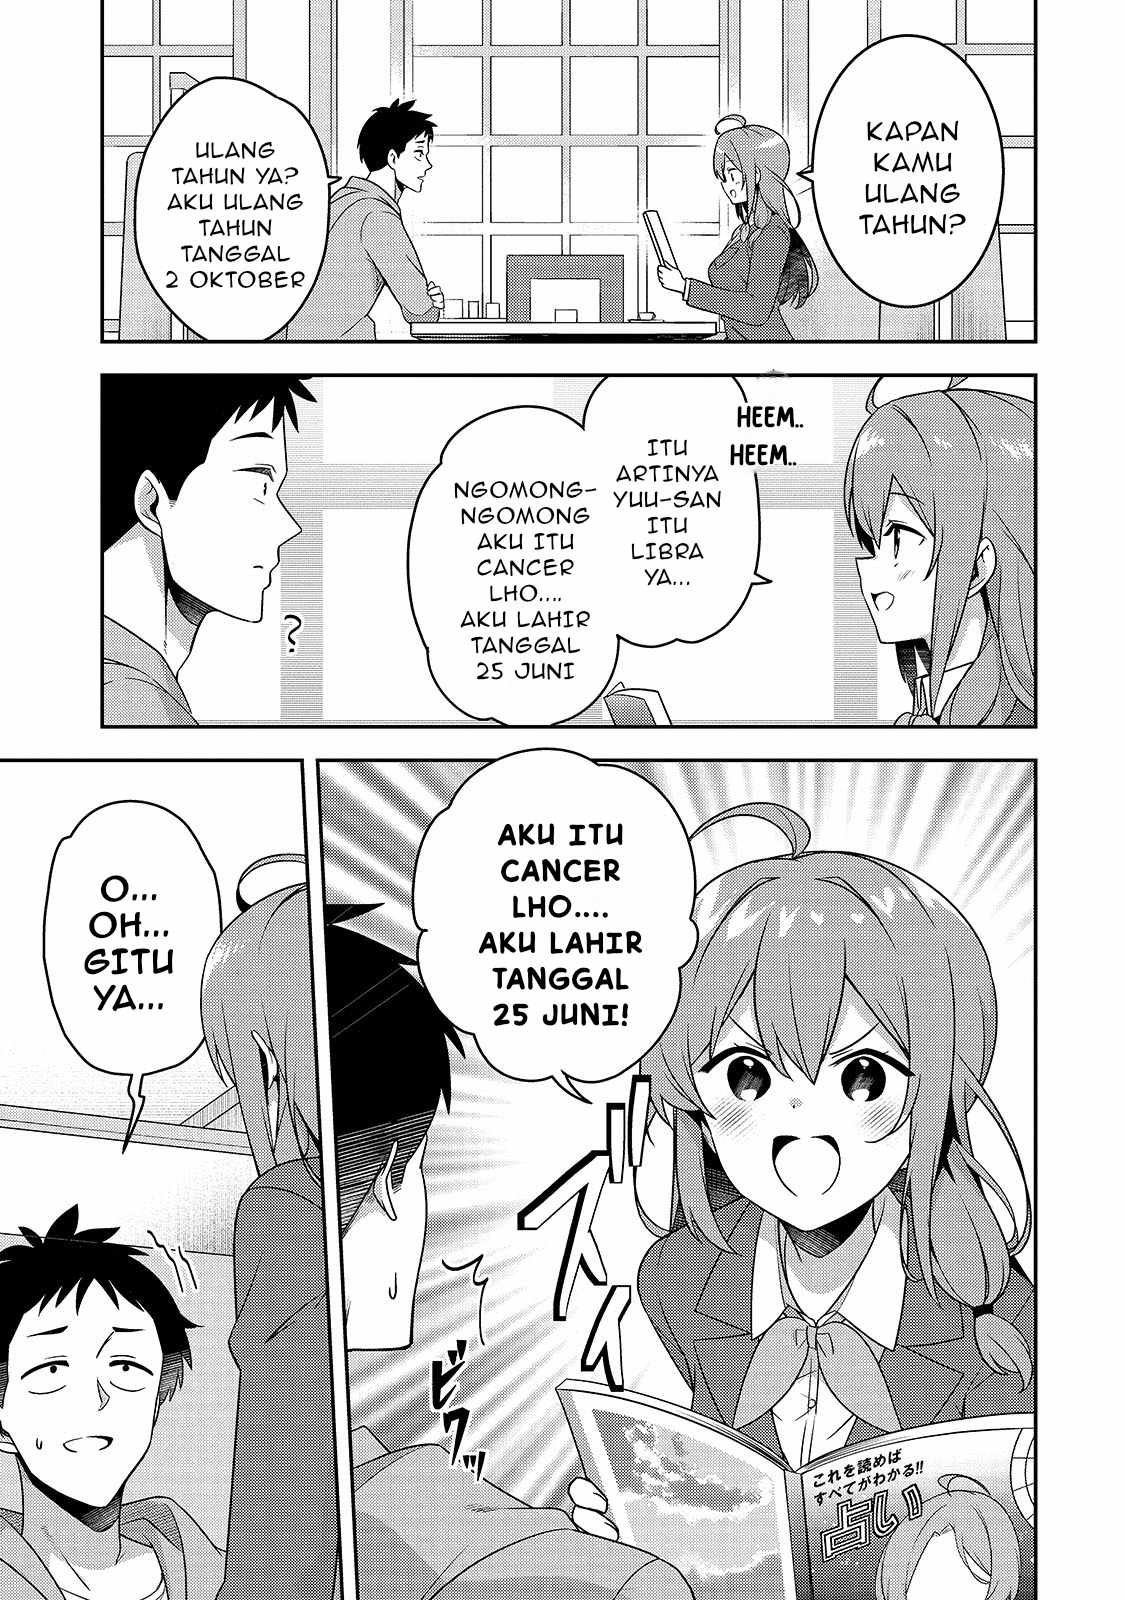 KAPAN
KAMU
ULANG
TAHUN?
ULANG
TAHUN YA?
AKU ULANG
TAHUN
TANGGAL
2 OKTOBER
HEEM..
HEEM..
ITU
ARTINYA
YUU-SAN
ITU
LIBRA
YA...
NGOMONG-
NGOMONG
AKU ITU
CANCER
LHO....
AKU LAHIR
TANGGAL
25 JUNI
?
AKU ITU
CANCER
LHO....
AKU LAHIR
TANGGAL
25 JUNI!
ズズイ
ビクッ
これを読めば
すべてがわかる!!
占い
O...
OH...
GITU
YA...